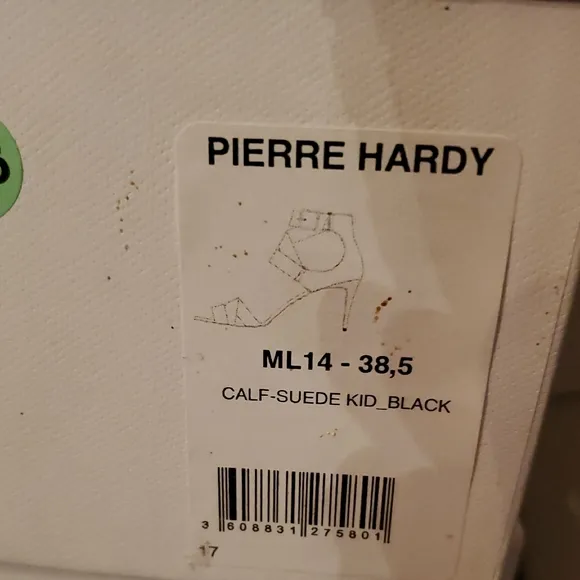 PIERRE HARDY
ML14 - 38,5
CALF-SUEDE KID_BLACK
3 608831 275801
17